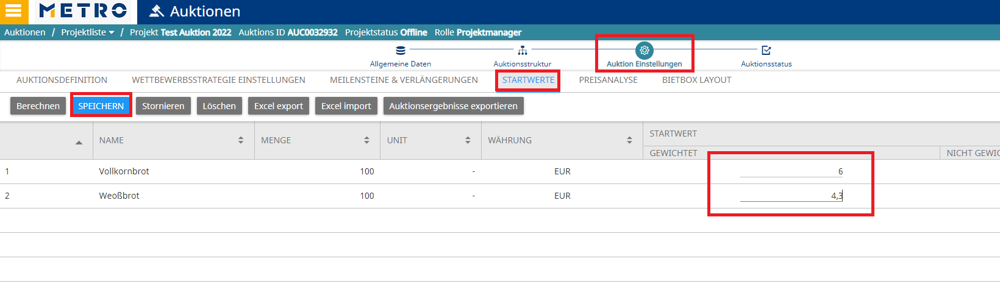 METRO Auktionen
Auktionen / Projektliste / Projekt Test Auktion 2022 Auktions ID AUC0032932 Projektstatus Offline Rolle Projektmanager
Allgemeine Daten Auktionsstruktur Auktion Einstellungen Auktionsstatus
AUKTIONSDEFINITION WETTBEWERBSSTRATEGIE EINSTELLUNGEN MEILENSTEINE & VERLÄNGERUNGEN STARTWERTE PREISANALYSE BIETBOX LAYOUT
Berechnen SPEICHERN Stornieren Löschen Excel export Excel import Auktionsergebnisse exportieren
NAME MENGE UNIT WÄHRUNG STARTWERT
GEWICHTET NICHT GEWIC
1 Vollkornbrot 100 - EUR 6
2 Weoßbrot 100 - EUR 4,3